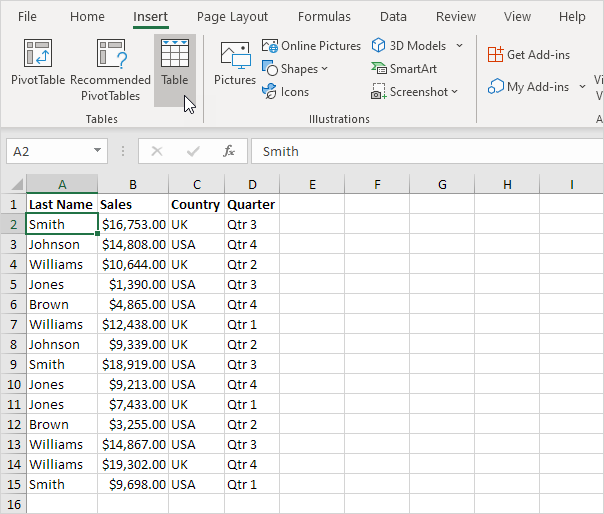 File Home Insert Page Layout Formulas Data Review View Help
PivotTable Recommended PivotTables Table
Tables
Pictures Online Pictures Shapes Icons 3D Models SmartArt Screenshot
Illustrations
Get Add-ins
My Add-ins
Vi
V
A
A2 fx Smith
A B C D E F G H I
1 Last Name Sales Country Quarter
2 Smith $16,753.00 UK Qtr 3
3 Johnson $14,808.00 USA Qtr 4
4 Williams $10,644.00 UK Qtr 2
5 Jones $1,390.00 USA Qtr 3
6 Brown $4,865.00 USA Qtr 4
7 Williams $12,438.00 UK Qtr 1
8 Johnson $9,339.00 UK Qtr 2
9 Smith $18,919.00 USA Qtr 3
10 Jones $9,213.00 USA Qtr 4
11 Jones $7,433.00 UK Qtr 1
12 Brown $3,255.00 USA Qtr 2
13 Williams $14,867.00 USA Qtr 3
14 Williams $19,302.00 UK Qtr 4
15 Smith $9,698.00 USA Qtr 1
16